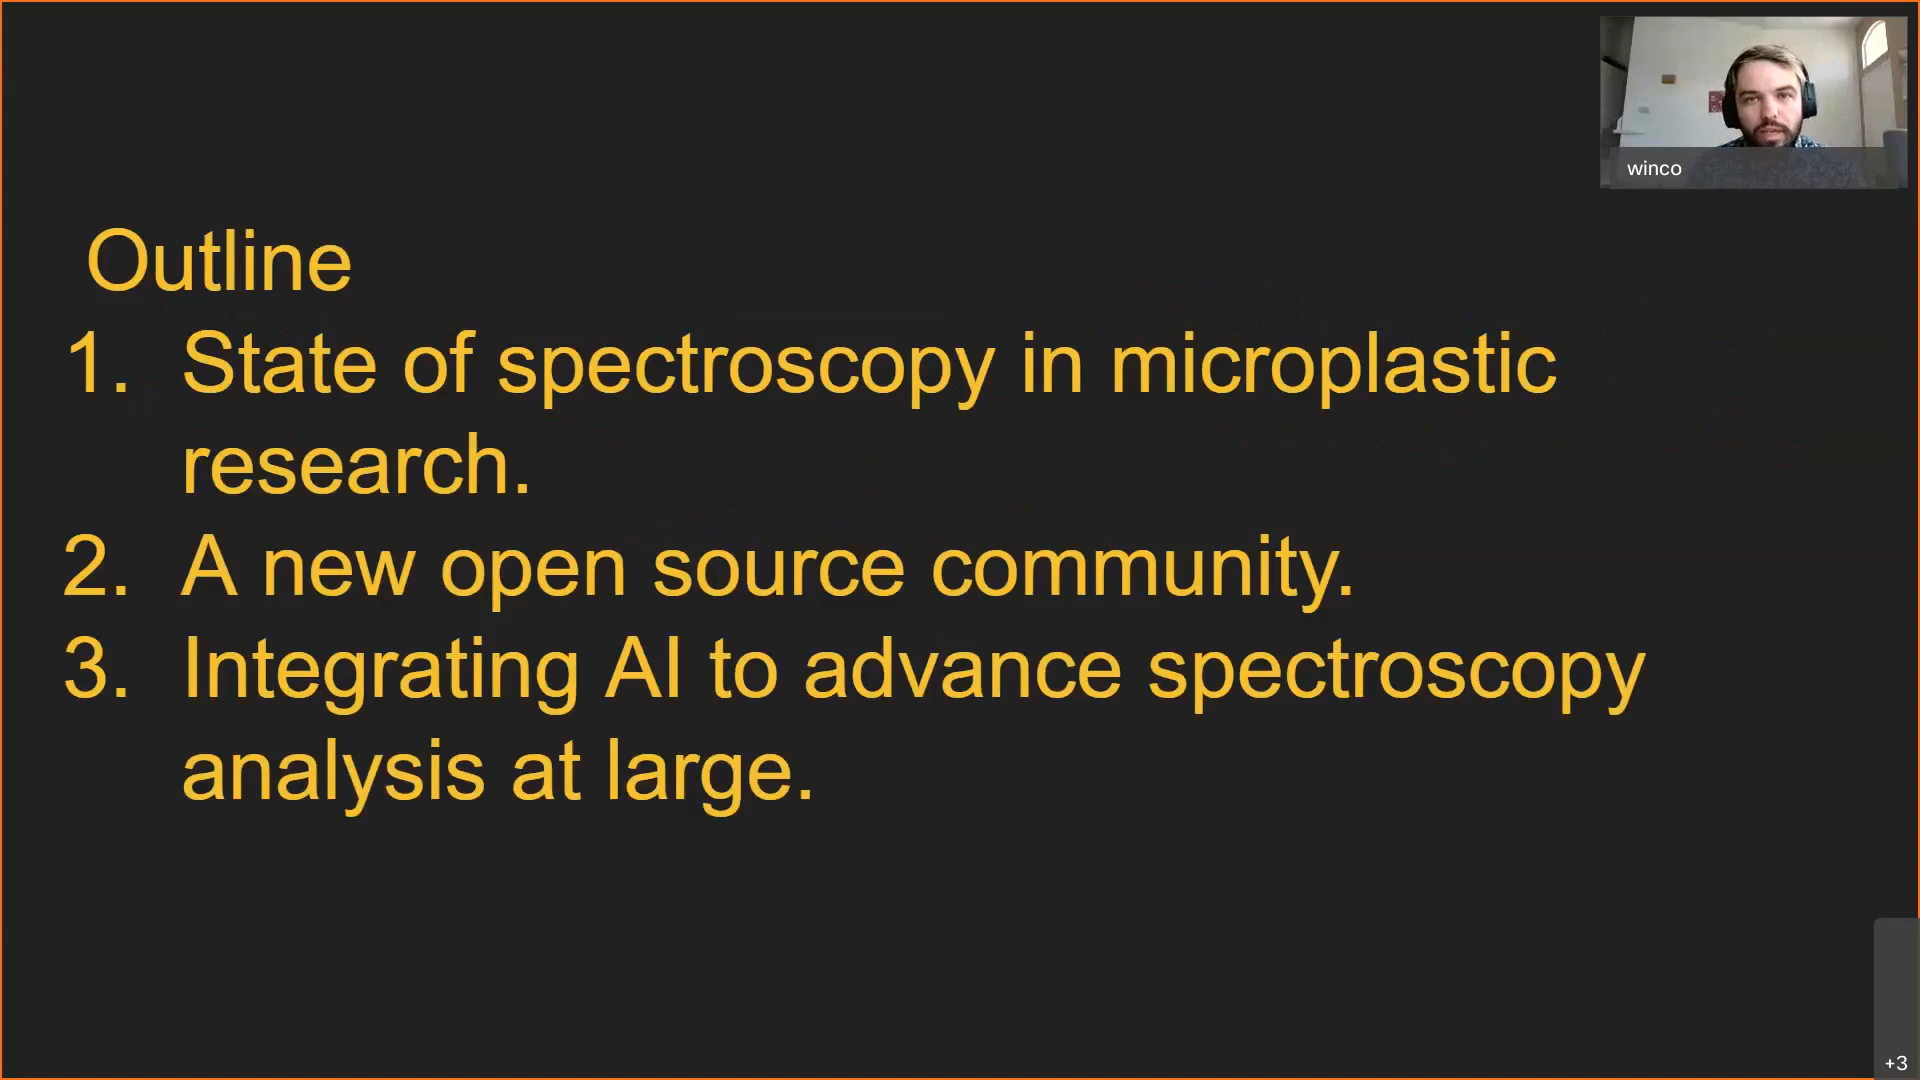 winco
Outline
1. State of spectroscopy in microplastic
research.
2. A new open source community.
3. Integrating AI to advance spectroscopy
analysis at large.
+3